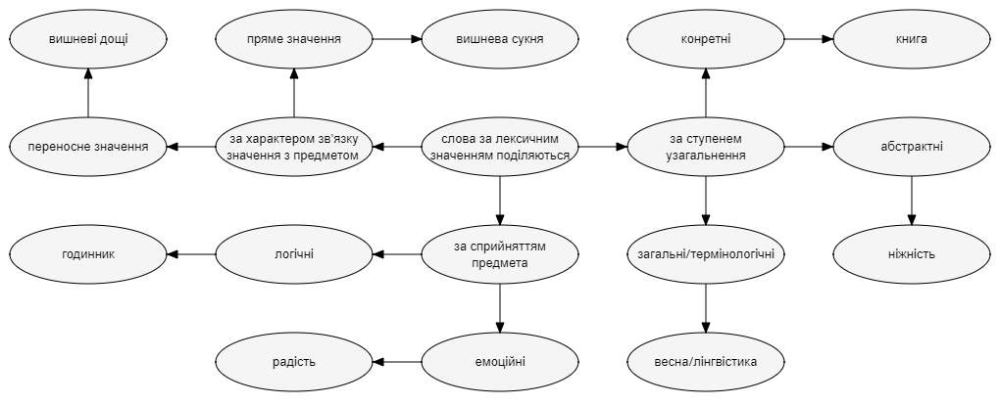 вишневі дощі
пряме значення
вишнева сукня
конретні
книга
переносне значення
за характером зв'язку
значення з предметом
слова за лексичним
значенням поділяються
за ступенем
узагальнення
абстрактні
годинник
логічні
за сприйняттям
предмета
загальні/термінологічні
ніжність
радість
емоційні
весна/лінгвістика